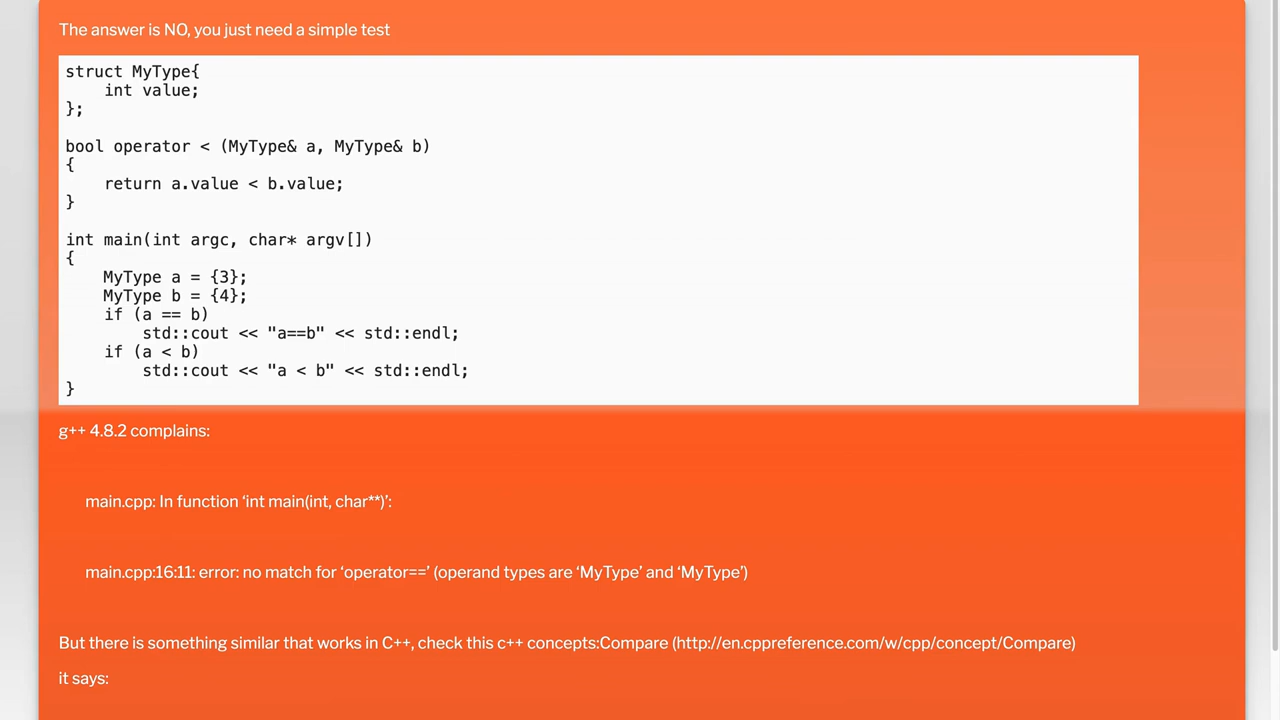 The answer is NO, you just need a simple test
struct MyType{
    int value;
};
bool operator < (MyType& a, MyType& b)
{
    return a.value < b.value;
}
int main(int argc, char* argv[])
{
    MyType a = {3};
    MyType b = {4};
    if (a == b)
        std::cout << "a==b" << std::endl;
    if (a < b)
        std::cout << "a < b" << std::endl;
}
g++ 4.8.2 complains:
main.cpp: In function ‘int main(int, char**)’:
main.cpp:16:11: error: no match for ‘operator==’ (operand types are ‘MyType’ and ‘MyType’)
But there is something similar that works in C++, check this c++ concepts:Compare (http://en.cppreference.com/w/cpp/concept/Compare)
it says: